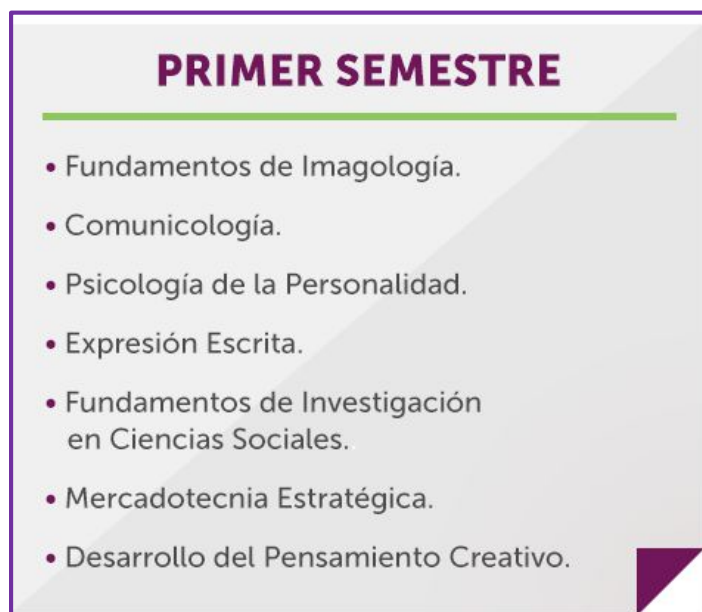 PRIMER SEMESTRE
• Fundamentos de Imagología.
• Comunicología.
• Psicología de la Personalidad.
• Expresión Escrita.
• Fundamentos de Investigación
en Ciencias Sociales.
• Mercadotecnia Estratégica.
• Desarrollo del Pensamiento Creativo.